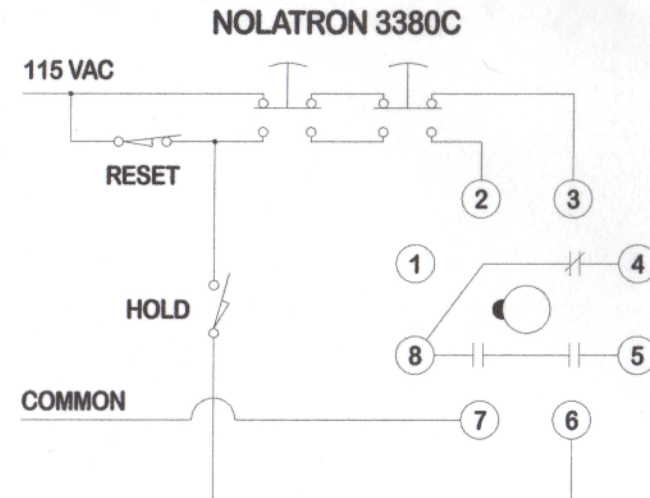 NOLATRON 3380C
115 VAC
RESET
2 3
1 4
HOLD
8 5
COMMON
7 6